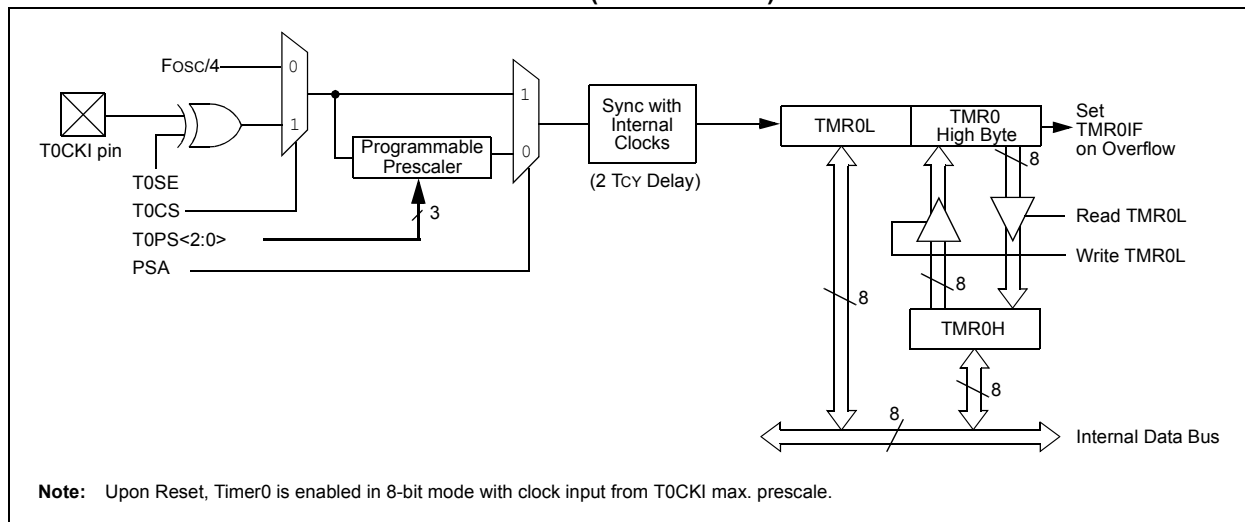 Fosc/4
0
1
T0CKI pin
T0SE
T0CS
T0PS<2:0>
PSA
Programmable
Prescaler
3
1
0
Sync with
Internal
Clocks
(2 TCY Delay)
TMR0L
TMR0
High Byte
Set
TMR0IF
on Overflow
8
Read TMR0L
Write TMR0L
8
8
TMR0H
8
8
Internal Data Bus
Note: Upon Reset, Timer0 is enabled in 8-bit mode with clock input from T0CKI max. prescale.